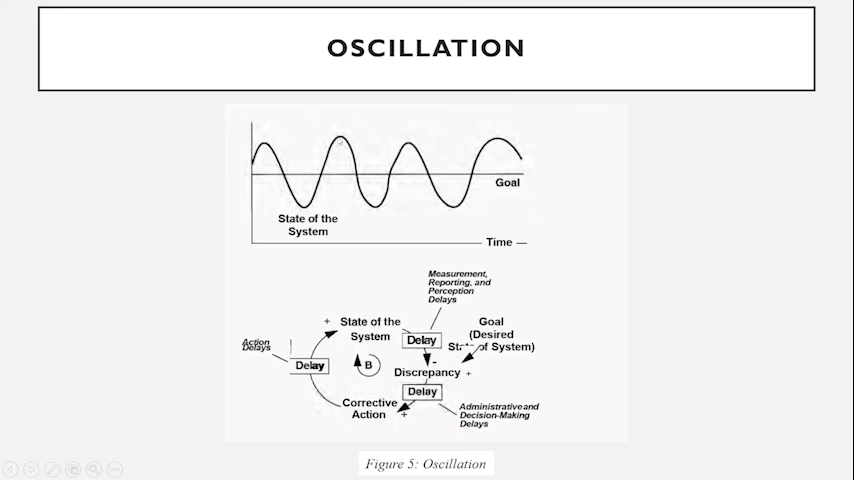 OSCILLATION
Goal
State of the
System
Time
Measurement,
Reporting, and
Perception
Delays
+ State of the
System
Goal
(Desired
of System)
Action
Delays
Delay
Delay
-
B
Discrepancy +
Delay
Corrective
Action +
Administrative and
Decision-Making
Delays
Figure 5: Oscillation